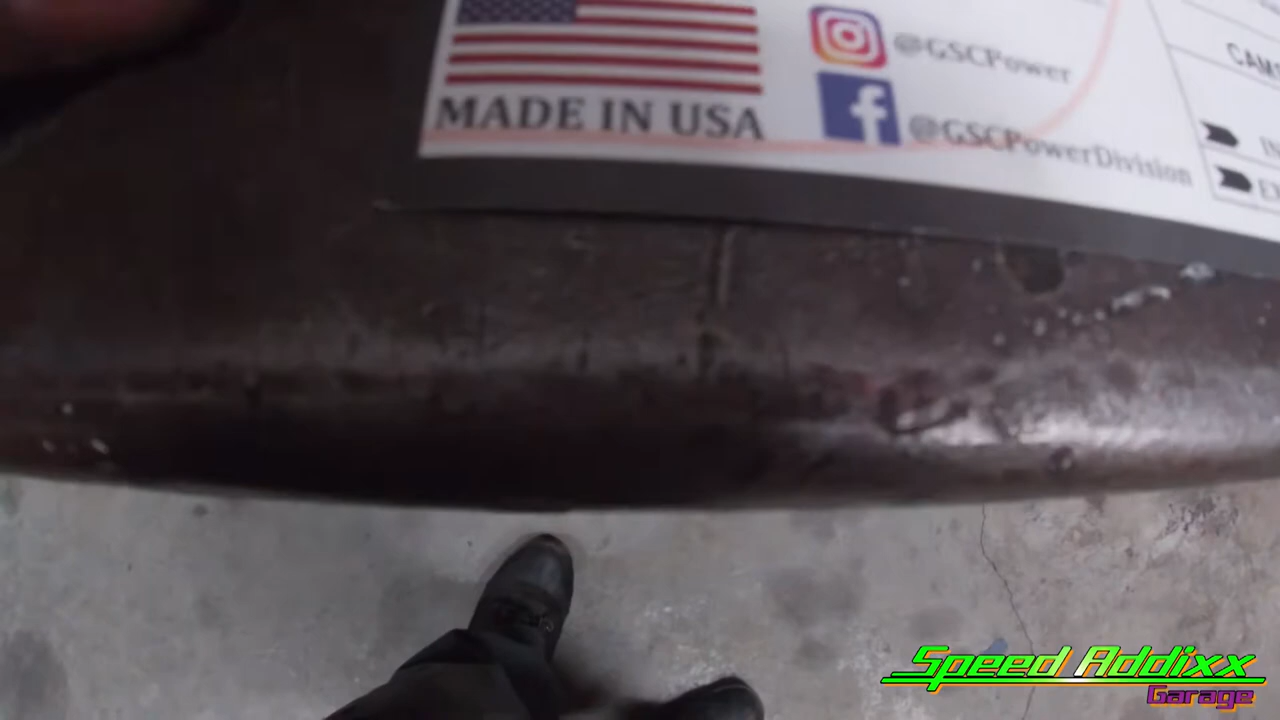 @GSCPower
MADE IN USA
@GSCPowerDivision
Speed Addixx
Garage